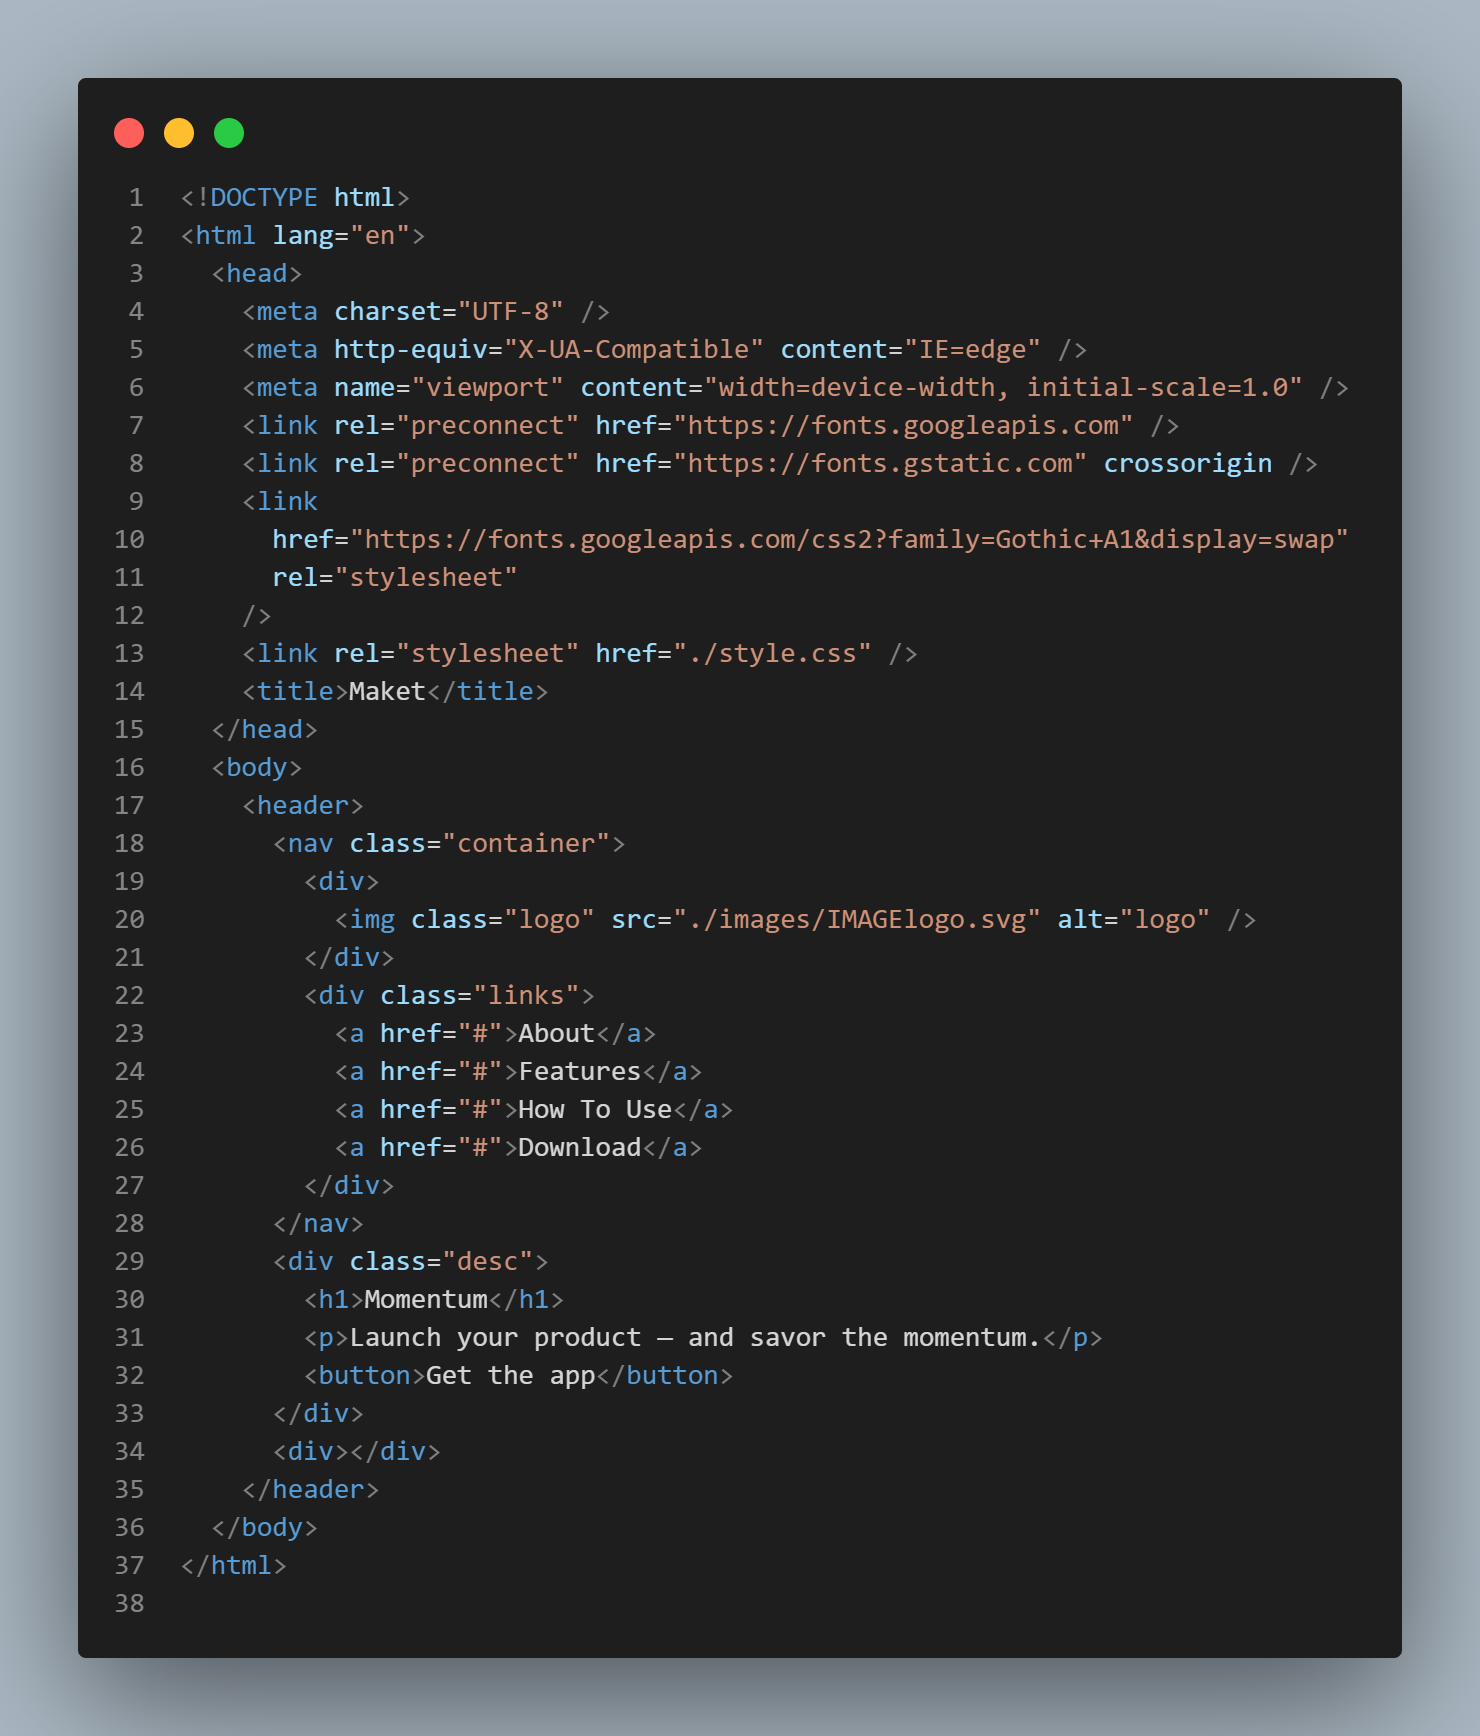 1 <!DOCTYPE html>
2 <html lang="en">
3   <head>
4     <meta charset="UTF-8" />
5     <meta http-equiv="X-UA-Compatible" content="IE=edge" />
6     <meta name="viewport" content="width=device-width, initial-scale=1.0" />
7     <link rel="preconnect" href="https://fonts.googleapis.com" />
8     <link rel="preconnect" href="https://fonts.gstatic.com" crossorigin />
9     <link
10       href="https://fonts.googleapis.com/css2?family=Gothic+A1&display=swap"
11       rel="stylesheet"
12     />
13     <link rel="stylesheet" href="./style.css" />
14     <title>Maket</title>
15   </head>
16   <body>
17     <header>
18       <nav class="container">
19         <div>
20           <img class="logo" src="./images/IMAGElogo.svg" alt="logo" />
21         </div>
22         <div class="links">
23           <a href="#">About</a>
24           <a href="#">Features</a>
25           <a href="#">How To Use</a>
26           <a href="#">Download</a>
27         </div>
28       </nav>
29       <div class="desc">
30         <h1>Momentum</h1>
31         <p>Launch your product — and savor the momentum.</p>
32         <button>Get the app</button>
33       </div>
34       <div></div>
35     </header>
36   </body>
37 </html>
38